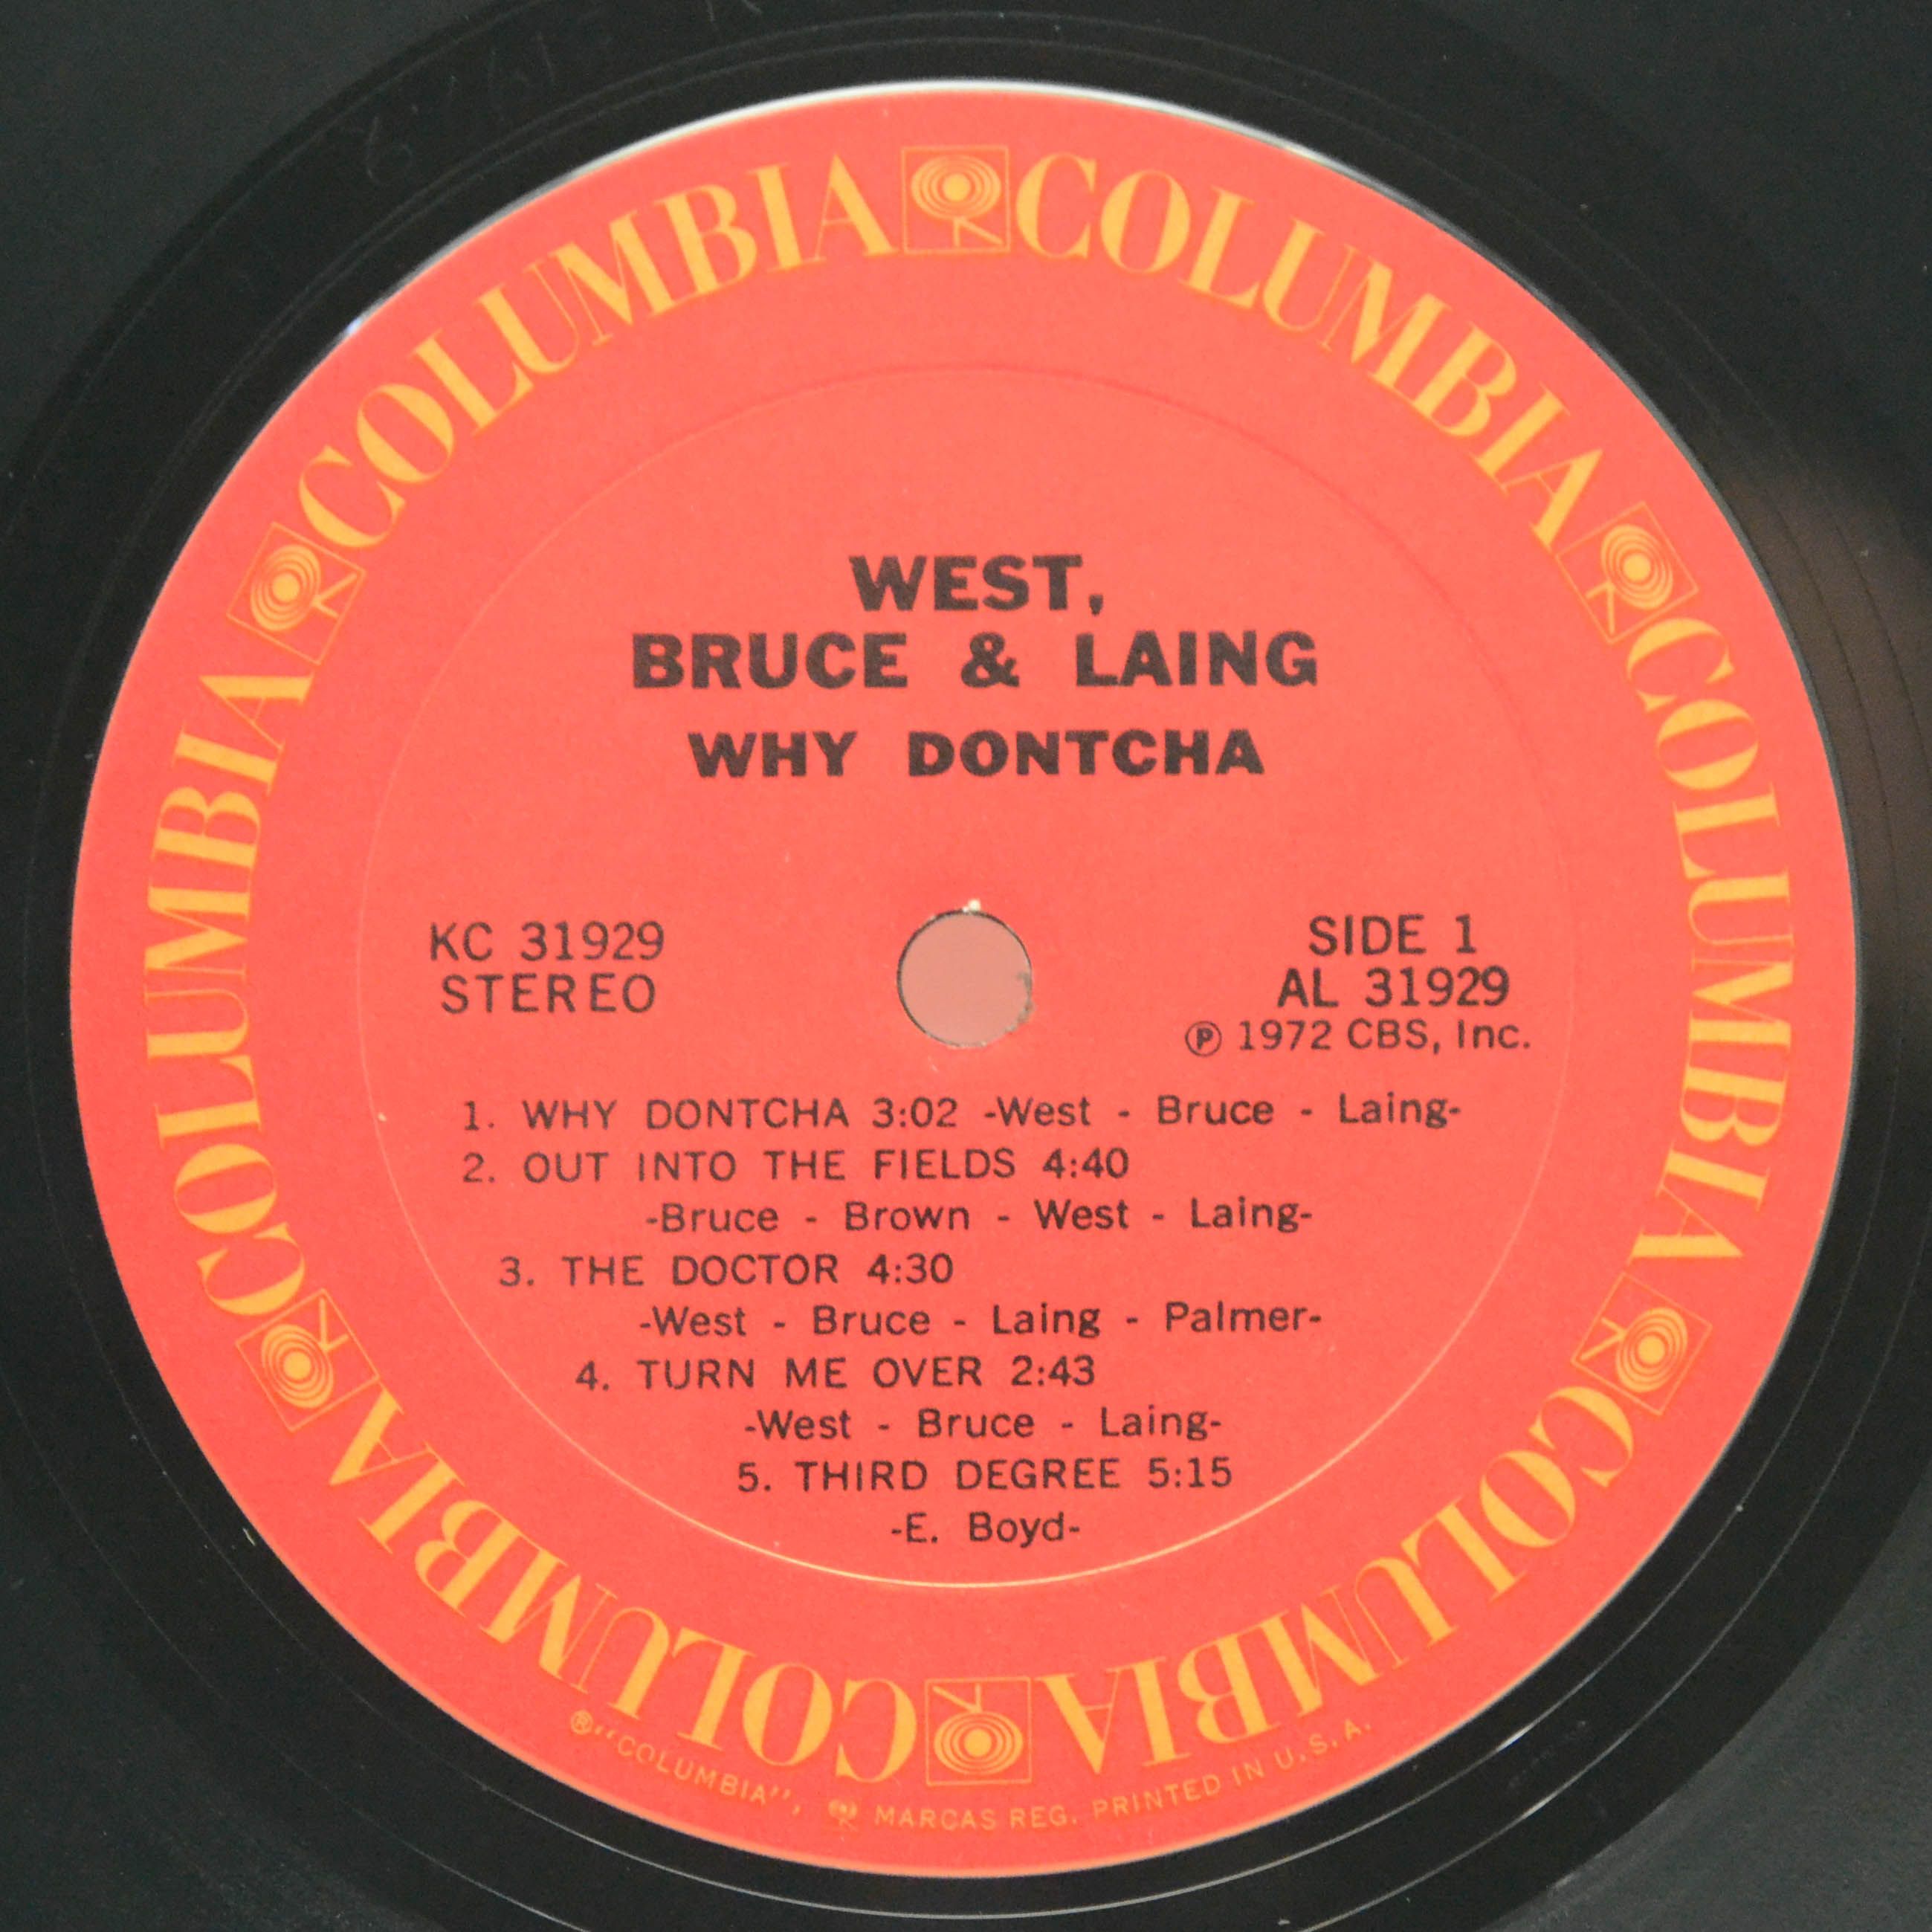 COLUMBIA COLUMBIA COLUMBIA COLUMBIA COLUMBIA COLUMBIA
WEST,
BRUCE & LAING
WHY DONTCHA
KC 31929
STEREO
SIDE 1
AL 31929
℗ 1972 CBS, Inc.
1. WHY DONTCHA 3:02 -West - Bruce - Laing-
2. OUT INTO THE FIELDS 4:40
-Bruce - Brown - West - Laing-
3. THE DOCTOR 4:30
-West - Bruce - Laing - Palmer-
4. TURN ME OVER 2:43
-West - Bruce - Laing-
5. THIRD DEGREE 5:15
-E. Boyd-
® "COLUMBIA", MARCAS REG. PRINTED IN U.S.A.